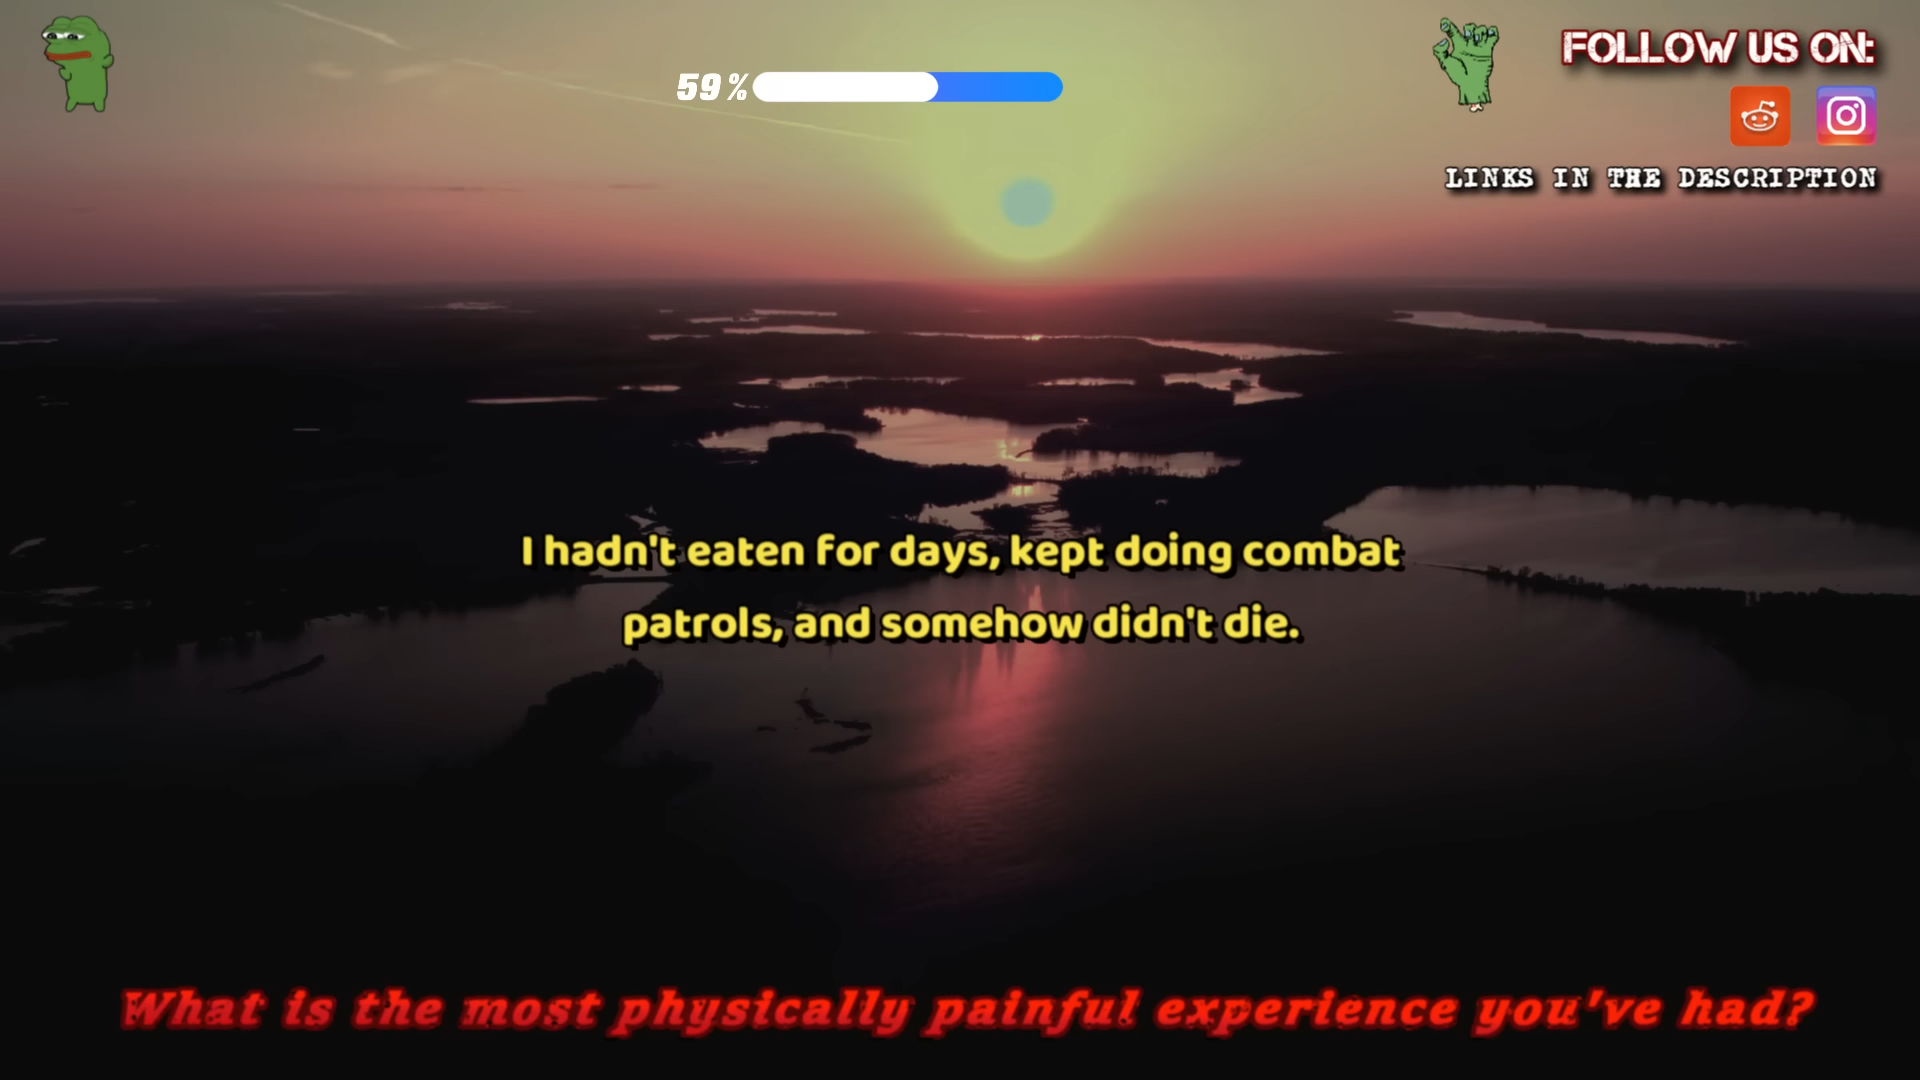 59%
FOLLOW US ON:
LINKS IN THE DESCRIPTION
I hadn't eaten for days, kept doing combat
patrols, and somehow didn't die.
What is the most physically painful experience you've had?